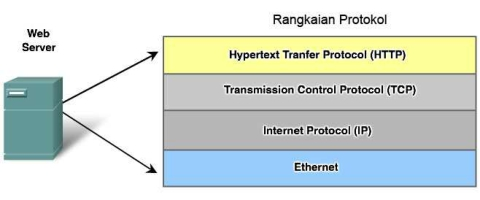 Rangkaian Protokol
Web
Server
Hypertext Tranfer Protocol (HTTP)
Transmission Control Protocol (TCP)
Internet Protocol (IP)
Ethernet